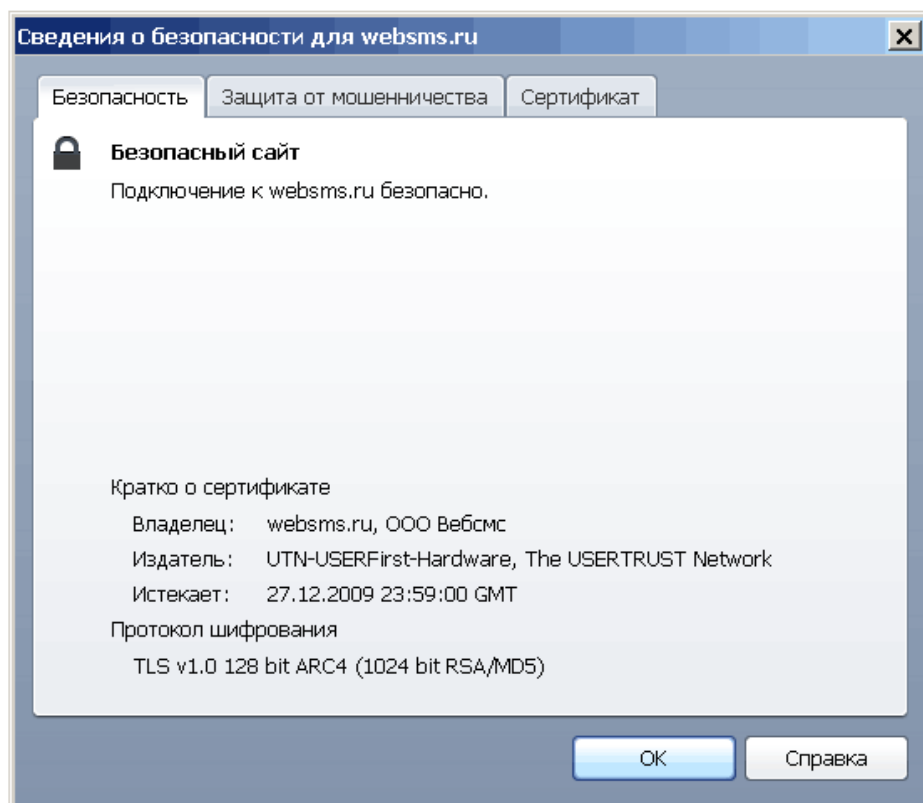 Сведения о безопасности для websms.ru
Безопасность Защита от мошенничества Сертификат
Безопасный сайт
Подключение к websms.ru безопасно.
Кратко о сертификате
Владелец: websms.ru, ООО Вебсмс
Издатель: UTN-USERFirst-Hardware, The USERTRUST Network
Истекает: 27.12.2009 23:59:00 GMT
Протокол шифрования
TLS v1.0 128 bit ARC4 (1024 bit RSA/MD5)
OK Справка